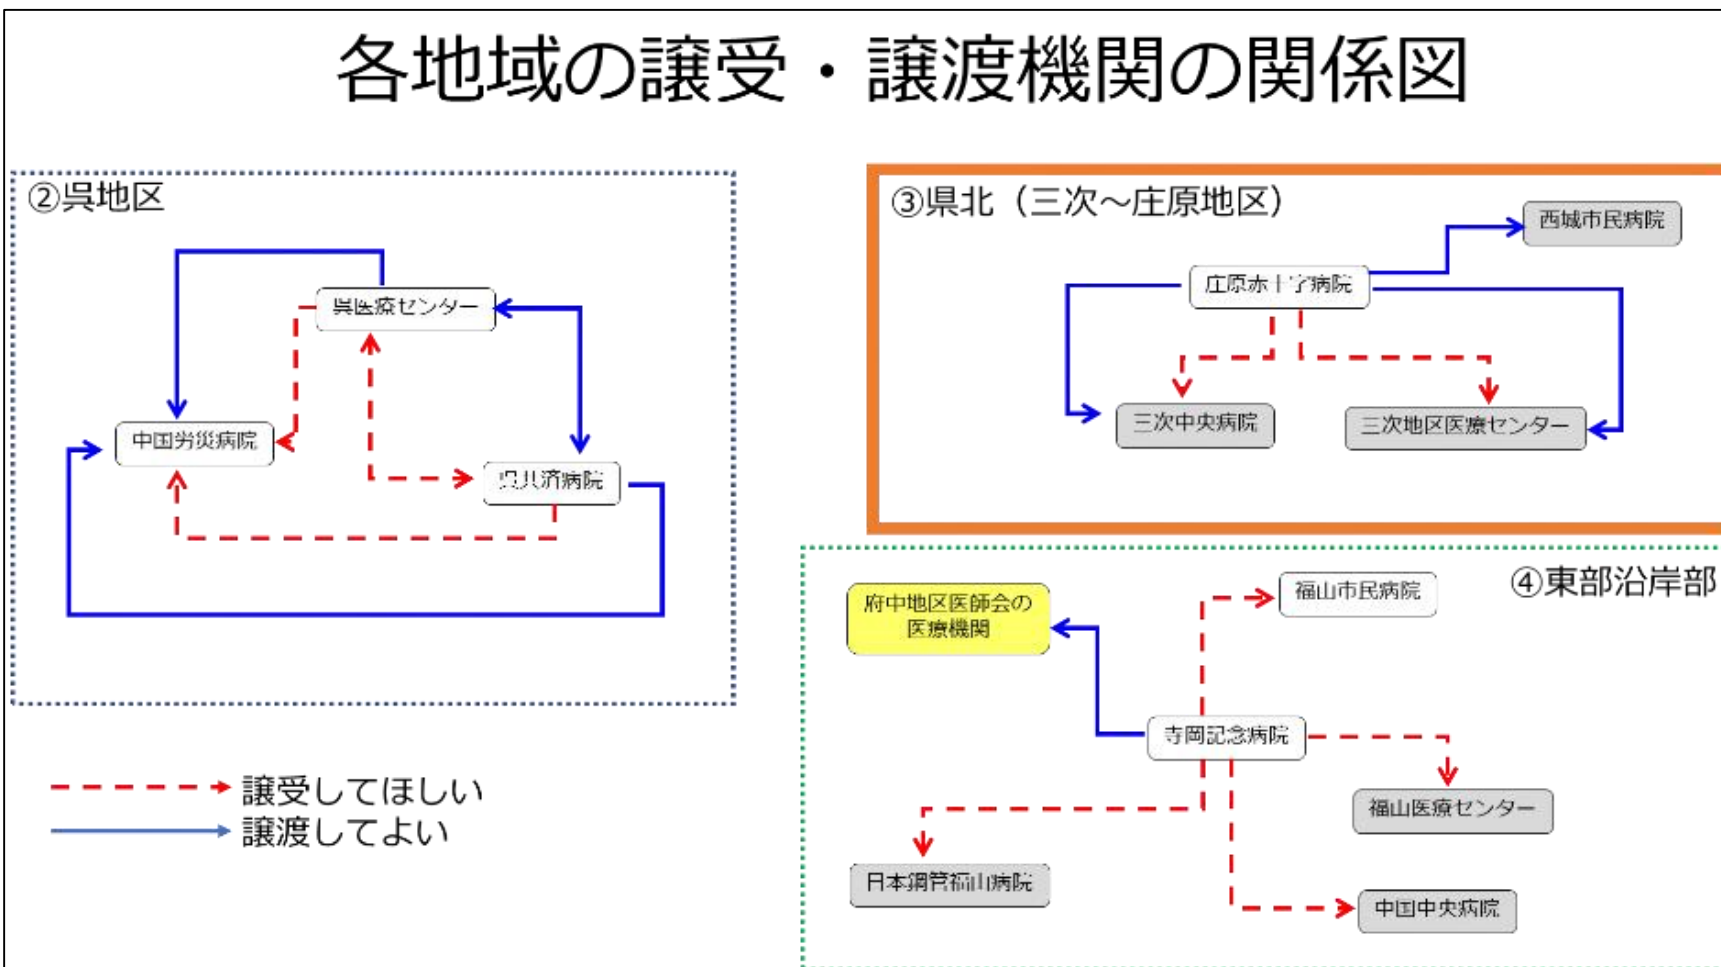 各地域の譲受・譲渡機関の関係図
②呉地区
呉医療センター
中国労災病院
呉共済病院
③県北（三次～庄原地区）
西城市民病院
庄原赤十字病院
三次中央病院
三次地区医療センター
④東部沿岸部
府中地区医師会の
医療機関
福山市民病院
寺岡記念病院
福山医療センター
日本鋼管福山病院
中国中央病院
譲受してほしい
譲渡してよい